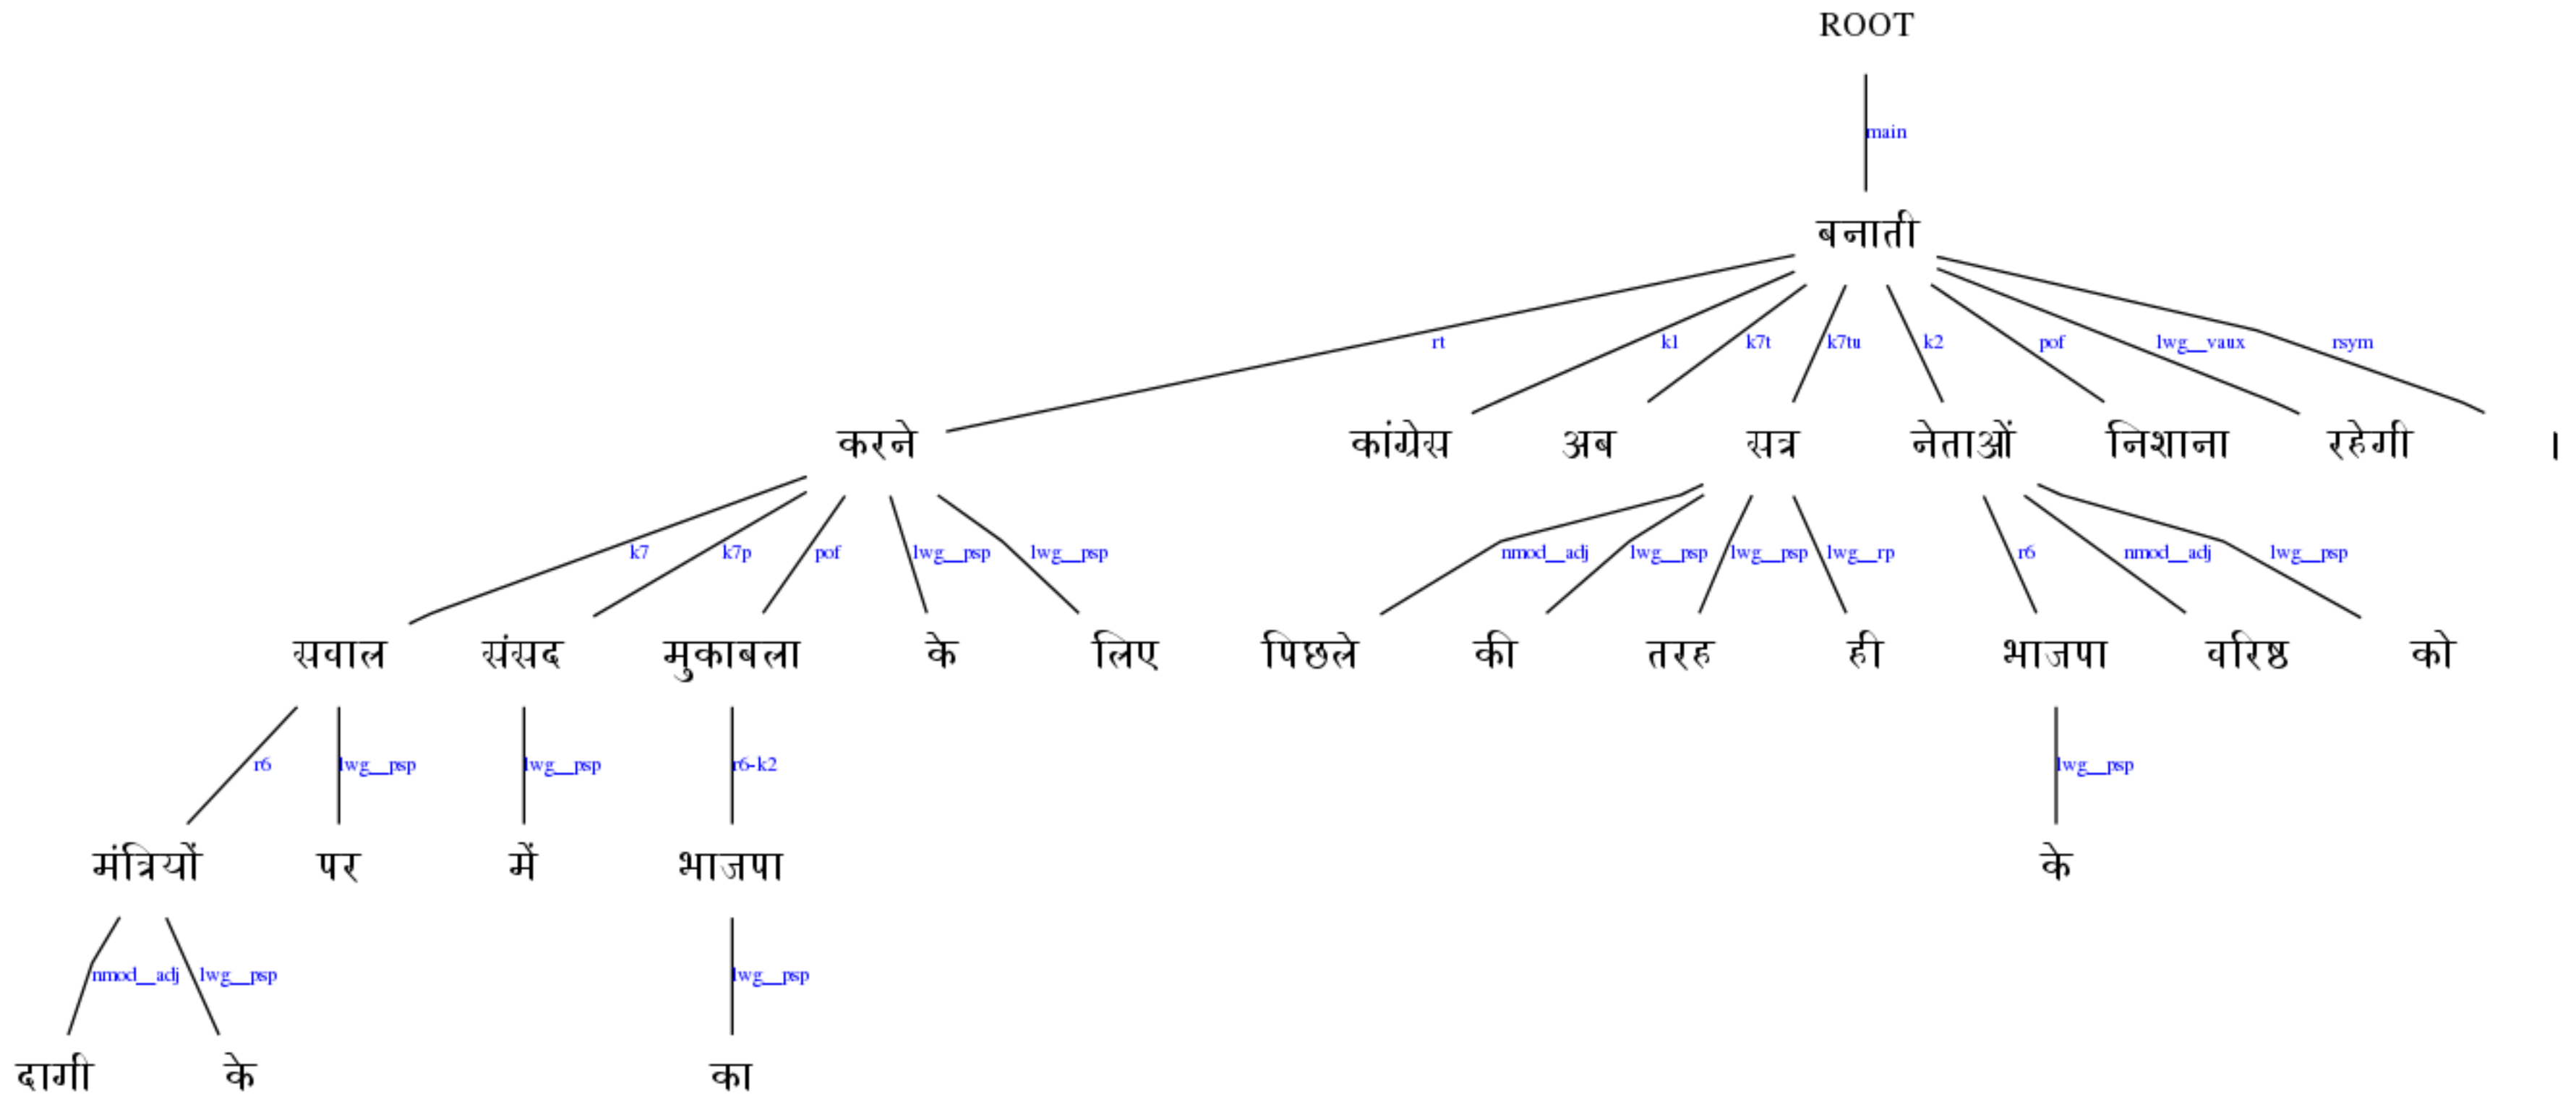 ROOT
main
बनाती
rt k1 k7t k7tu k2 pof lwg__vaux rsym
करने कांग्रेस अब सत्र नेताओं निशाना रहेगी ।
k7 k7p pof lwg__psp lwg__psp nmod__adj lwg__psp lwg__psp lwg__rp r6 nmod__adj lwg__psp
सवाल संसद मुकाबला के लिए पिछले की तरह ही भाजपा वरिष्ठ को
r6 lwg__psp lwg__psp r6-k2 lwg__psp
मंत्रियों पर में भाजपा के
nmod__adj lwg__psp lwg__psp
दागी के का